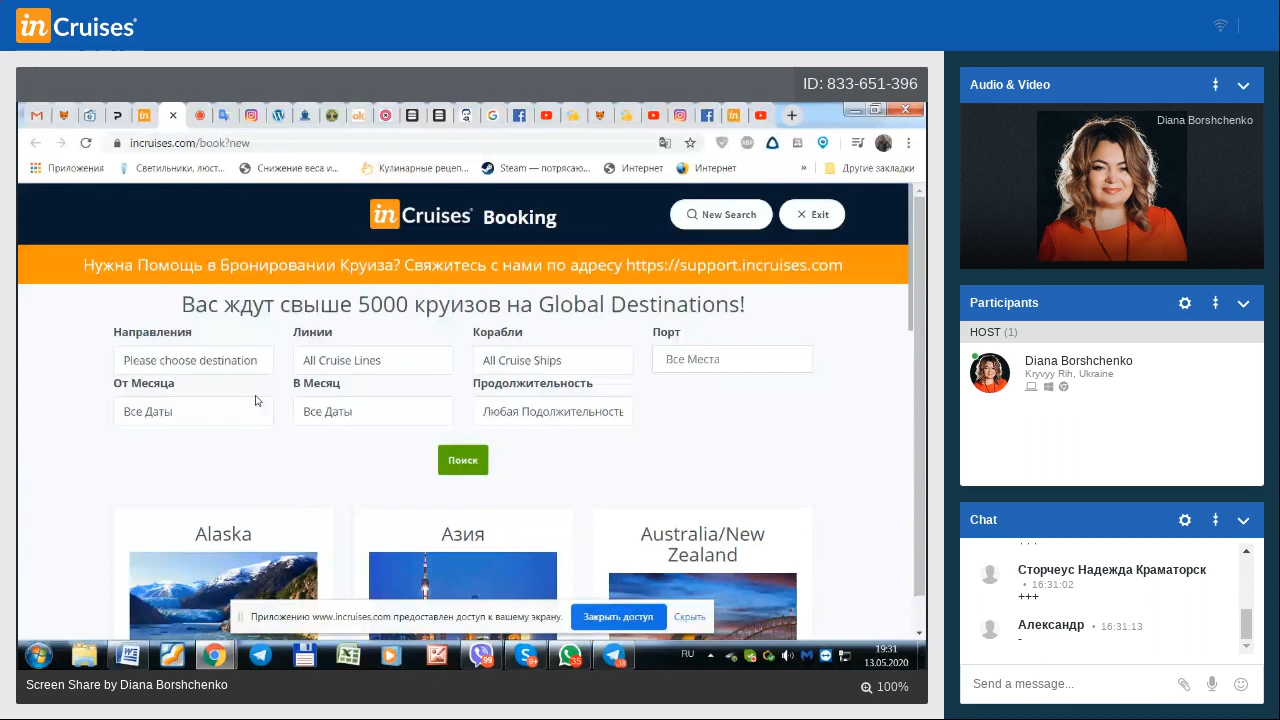 in Cruises
ID: 833-651-396
incruises.com/book?new
Приложения
Светильники, люст...
Снижение веса и...
Кулинарные рецеп...
Steam — потрясаю...
Интернет
Интернет
»
Другие закладки
in Cruises Booking
New Search
Exit
Нужна Помощь в Бронировании Круиза? Свяжитесь с нами по адресу https://support.incruises.com
Вас ждут свыше 5000 круизов на Global Destinations!
Направления
Линии
Корабли
Порт
Please choose destination
All Cruise Lines
All Cruise Ships
Все Места
От Месяца
В Месяц
Продолжительность
Все Даты
Все Даты
Любая Подолжительность
Поиск
Alaska
Азия
Australia/New
Zealand
Приложению www.incruises.com предоставлен доступ к вашему экрану.
Закрыть доступ
Скрыть
RU
19:31
13.05.2020
Screen Share by Diana Borshchenko
100%
Audio & Video
Diana Borshchenko
Participants
HOST (1)
Diana Borshchenko
Kryvyy Rih, Ukraine
Chat
Сторчеус Надежда Краматорск
• 16:31:02
+++
Александр • 16:31:13
-
Send a message...